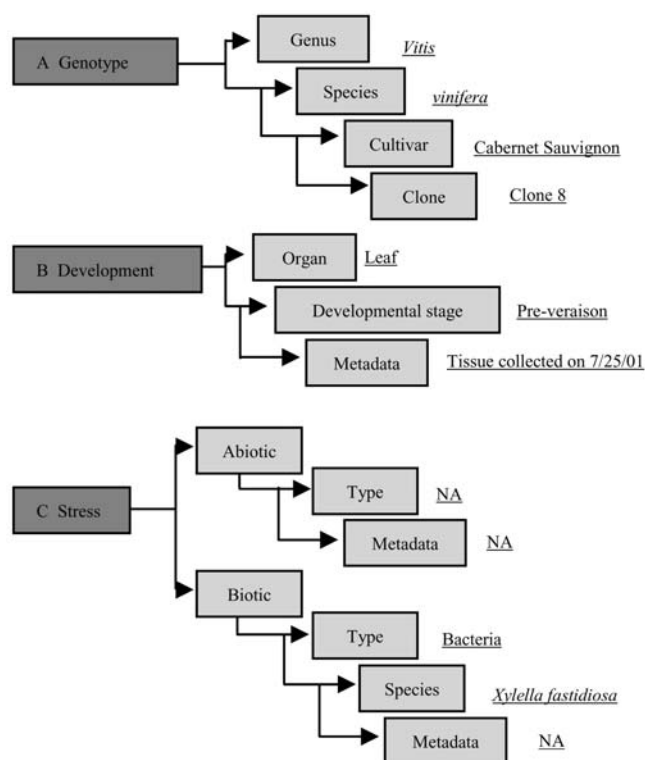 Genus
Vitis
A Genotype
Species
vinifera
Cultivar
Cabernet Sauvignon
Clone
Clone 8
Organ
Leaf
B Development
Developmental stage
Pre-veraison
Metadata
Tissue collected on 7/25/01
Abiotic
Type
NA
C Stress
Metadata
NA
Biotic
Type
Bacteria
Species
Xylella fastidiosa
Metadata
NA